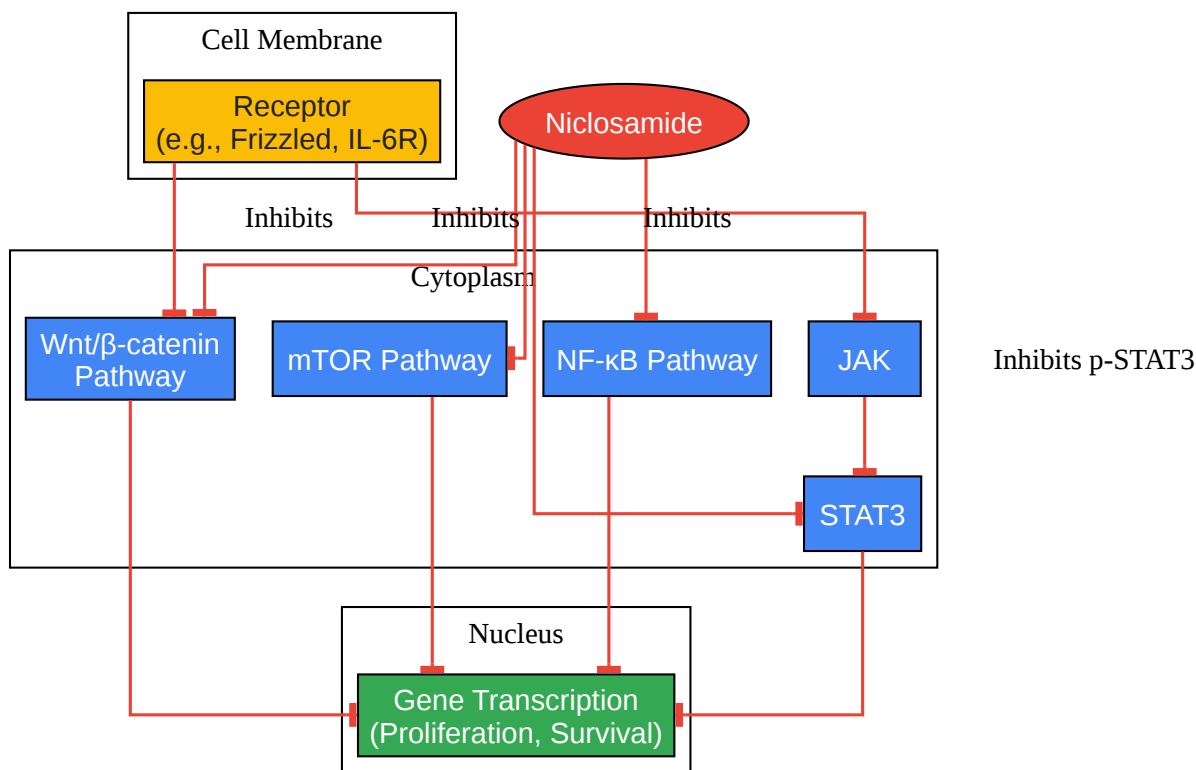 Cell Membrane
Receptor
(e.g., Frizzled, IL-6R)
Niclosamide
Inhibits
Inhibits
Inhibits
Cytoplasm
Wnt/β-catenin
Pathway
mTOR Pathway
NF-κB Pathway
JAK
Inhibits p-STAT3
STAT3
Nucleus
Gene Transcription
(Proliferation, Survival)